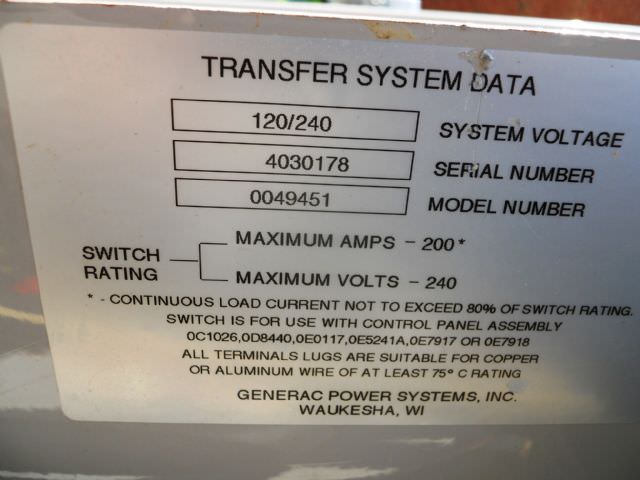 TRANSFER SYSTEM DATA
120/240 SYSTEM VOLTAGE
4030178 SERIAL NUMBER
0049451 MODEL NUMBER
SWITCH RATING
MAXIMUM AMPS - 200*
MAXIMUM VOLTS - 240
* - CONTINUOUS LOAD CURRENT NOT TO EXCEED 80% OF SWITCH RATING.
SWITCH IS FOR USE WITH CONTROL PANEL ASSEMBLY
0C1026,0D8440,0E0117,0E5241A,0E7917 OR 0E7918
ALL TERMINALS LUGS ARE SUITABLE FOR COPPER
OR ALUMINUM WIRE OF AT LEAST 75° C RATING
GENERAC POWER SYSTEMS, INC.
WAUKESHA, WI